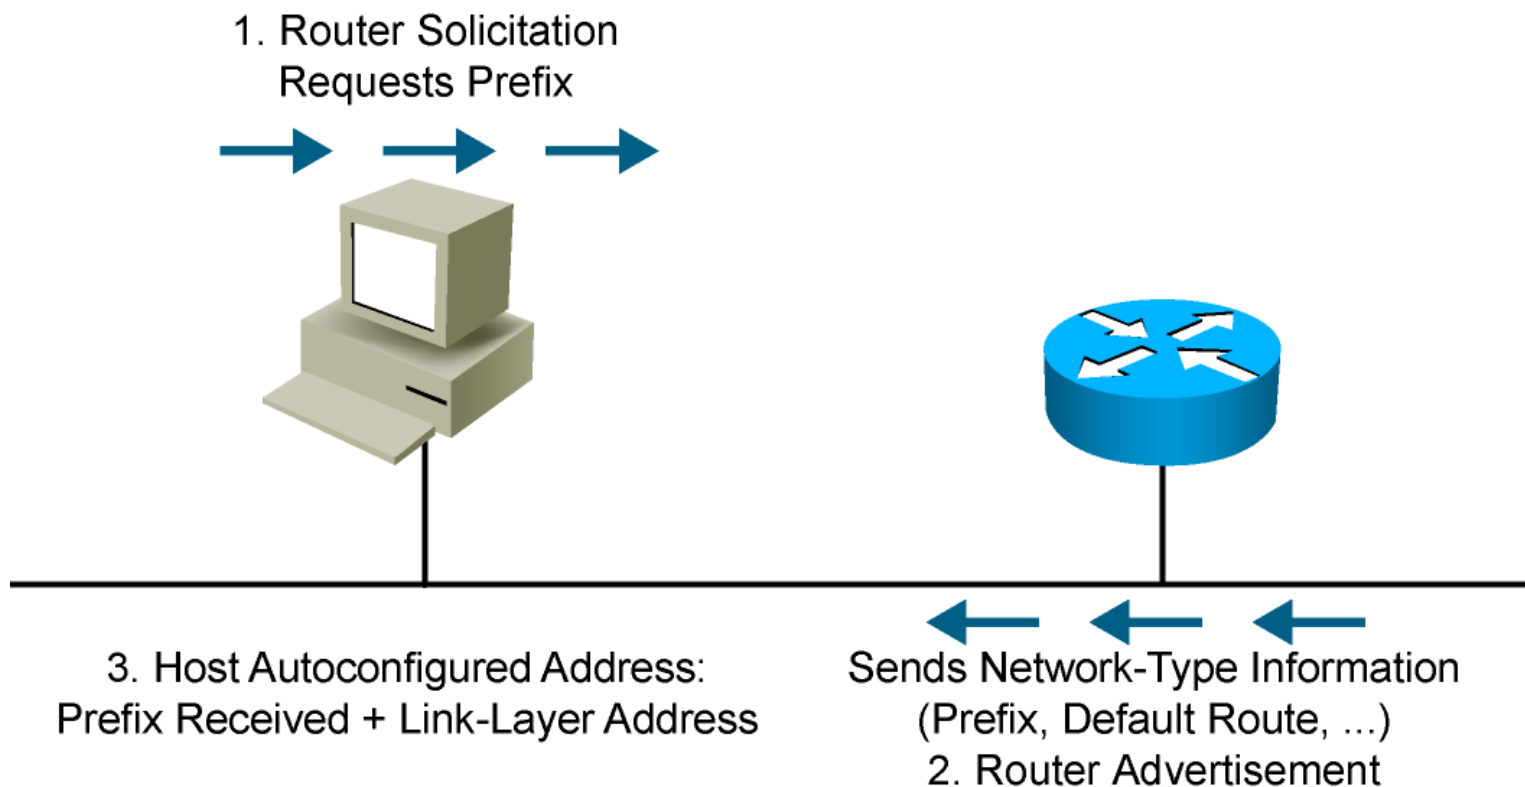 1. Router Solicitation
Requests Prefix
3. Host Autoconfigured Address:
Prefix Received + Link-Layer Address
Sends Network-Type Information
(Prefix, Default Route, ...)
2. Router Advertisement